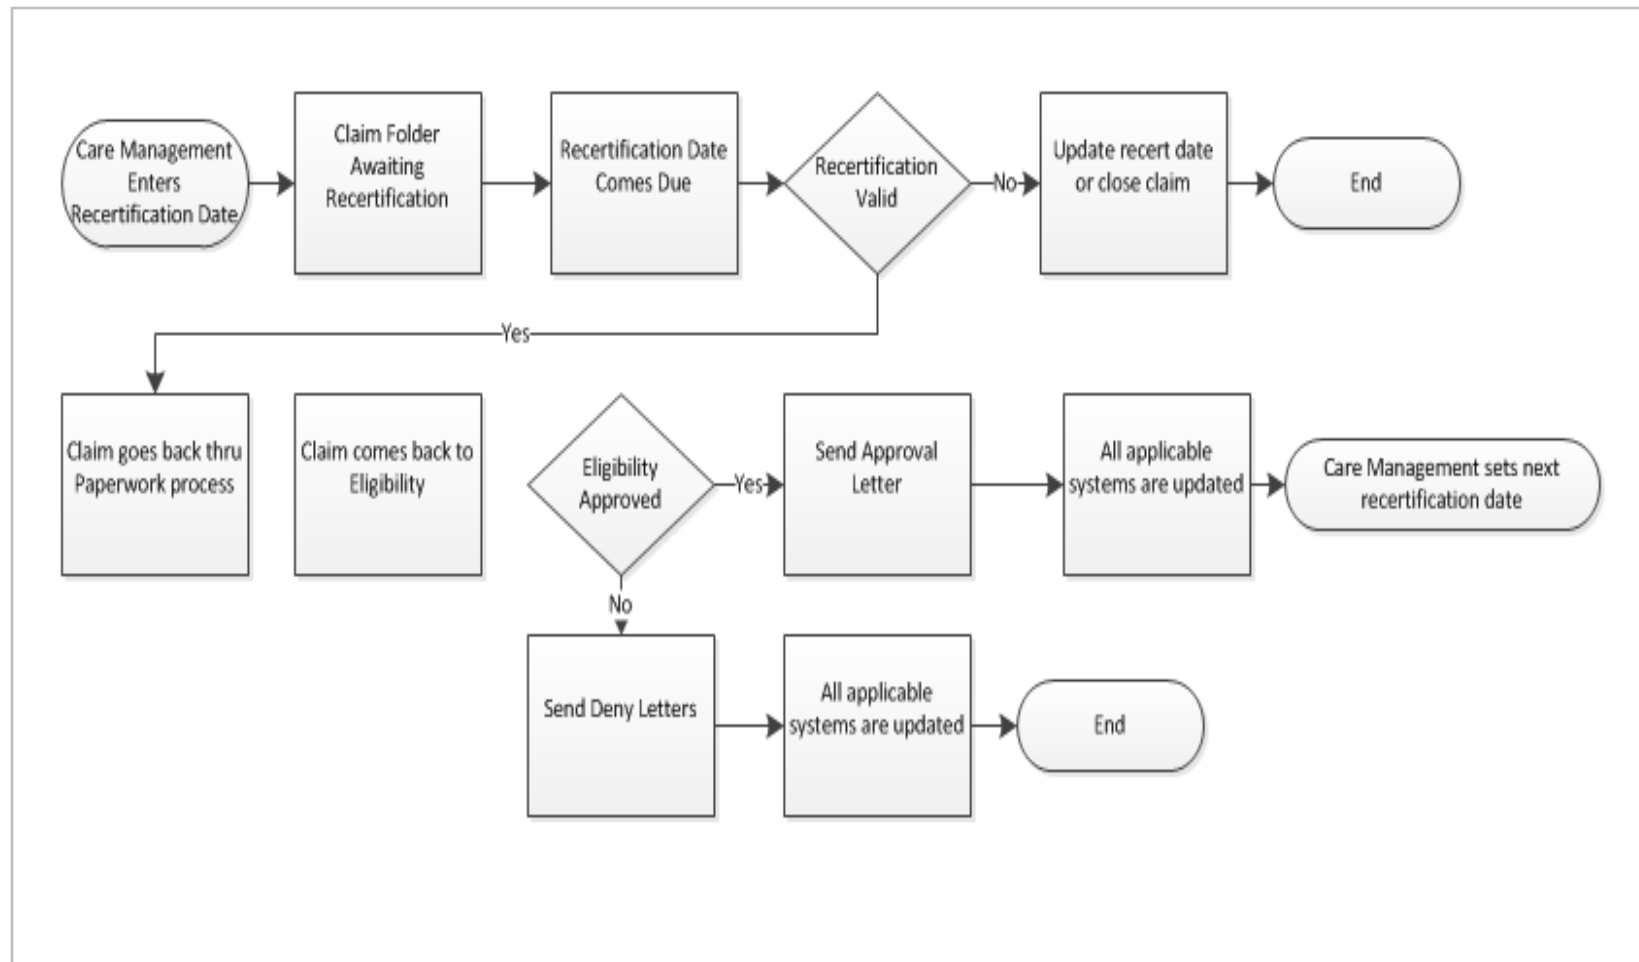 Care Management
Enters
Recertification Date
Claim Folder
Awaiting
Recertification
Recertification Date
Comes Due
Recertification
Valid
No
Update recert date
or close claim
End
Yes
Claim goes back thru
Paperwork process
Claim comes back to
Eligibility
Eligibility
Approved
Yes
Send Approval
Letter
All applicable
systems are updated
Care Management sets next
recertification date
No
Send Deny Letters
All applicable
systems are updated
End